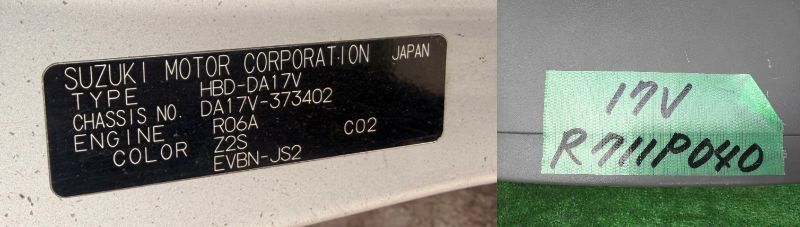 SUZUKI MOTOR CORPORATION JAPAN
TYPE HBD-DA17V
CHASSIS NO. DA17V-373402
ENGINE R06A C02
COLOR Z2S
EVBN-JS2
17V
R711P040